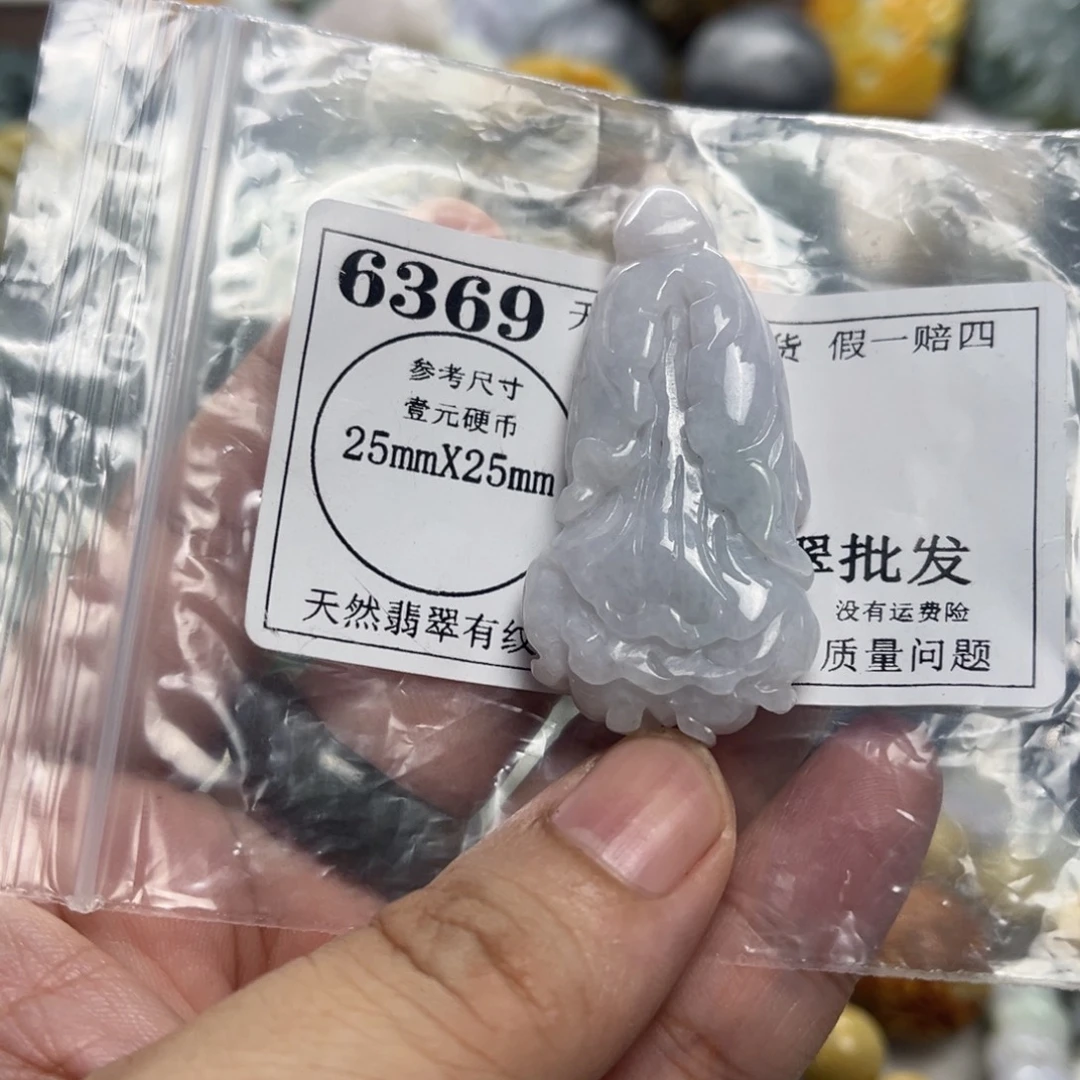 6369 天
货 假一赔四
参考尺寸
壹元硬币
25mmX25mm
翠批发
没有运费险
天然翡翠有纹
质量问题